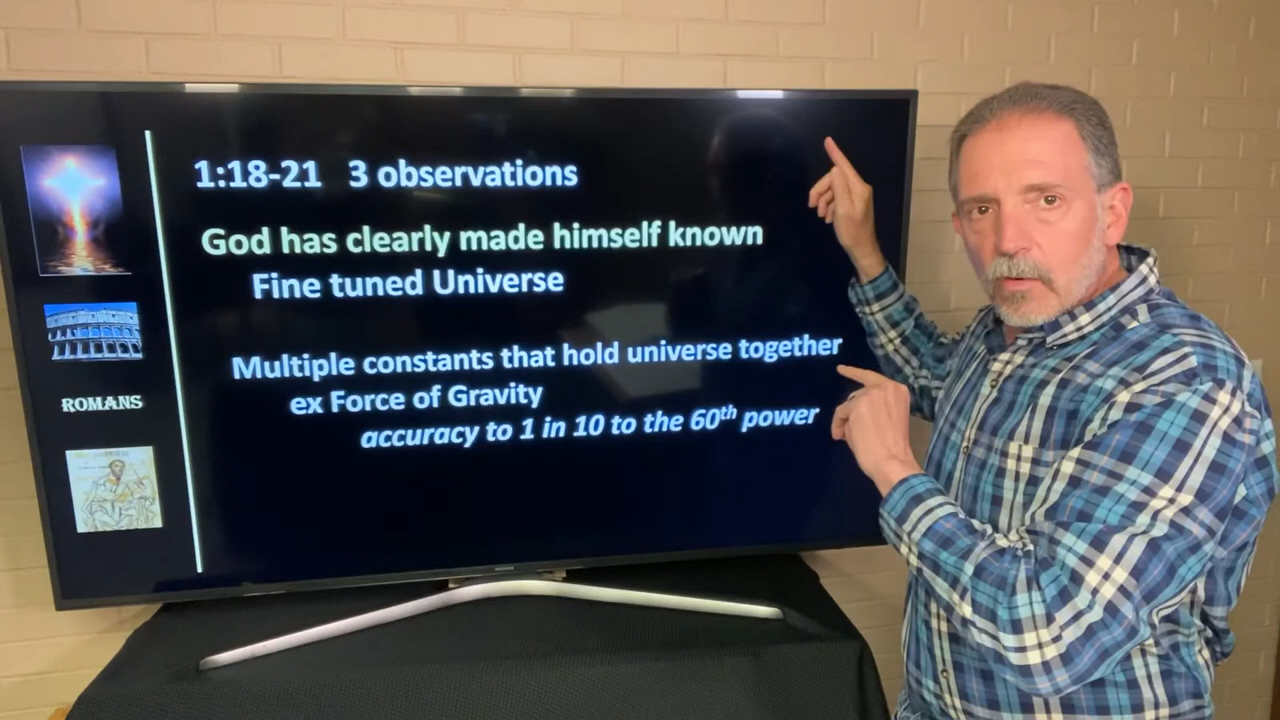 1:18-21 3 observations
God has clearly made himself known
Fine tuned Universe
Multiple constants that hold universe together
ex Force of Gravity
accuracy to 1 in 10 to the 60th power
ROMANS